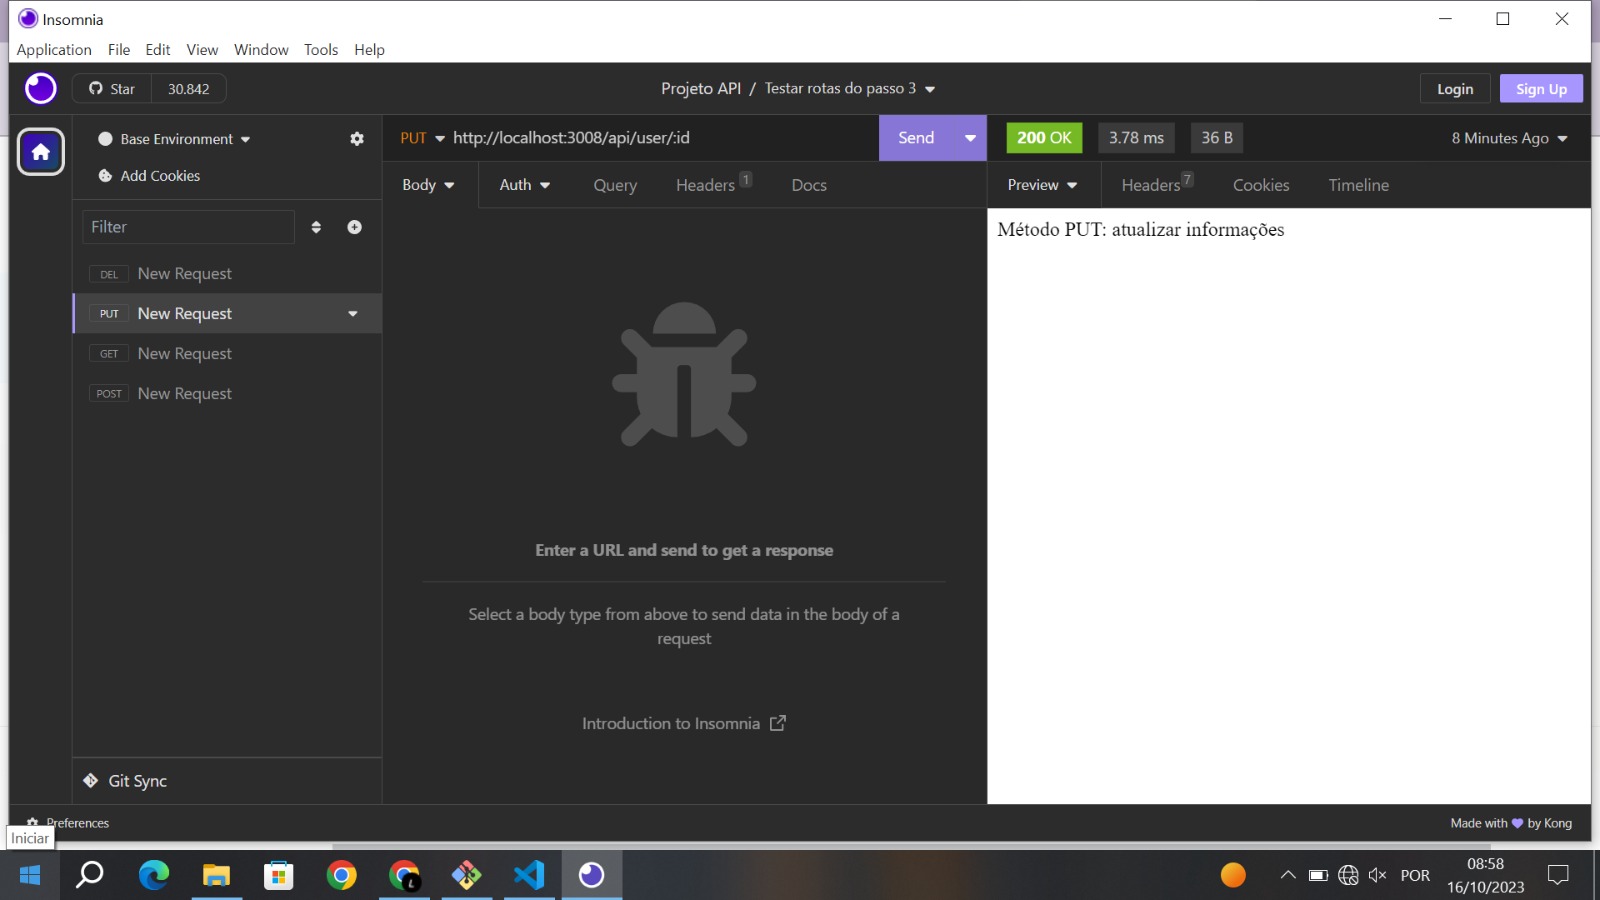 Insomnia
Application File Edit View Window Tools Help
Star 30.842
Projeto API / Testar rotas do passo 3
Login Sign Up
Base Environment
PUT http://localhost:3008/api/user/:id
Send
200 OK 3.78 ms 36 B
8 Minutes Ago
Add Cookies
Body Auth Query Headers 1 Docs
Preview Headers 7 Cookies Timeline
Filter
Método PUT: atualizar informações
DEL New Request
PUT New Request
GET New Request
POST New Request
Enter a URL and send to get a response
Select a body type from above to send data in the body of a
request
Introduction to Insomnia
Git Sync
Preferences
Made with by Kong
Iniciar
L
POR
08:58
16/10/2023